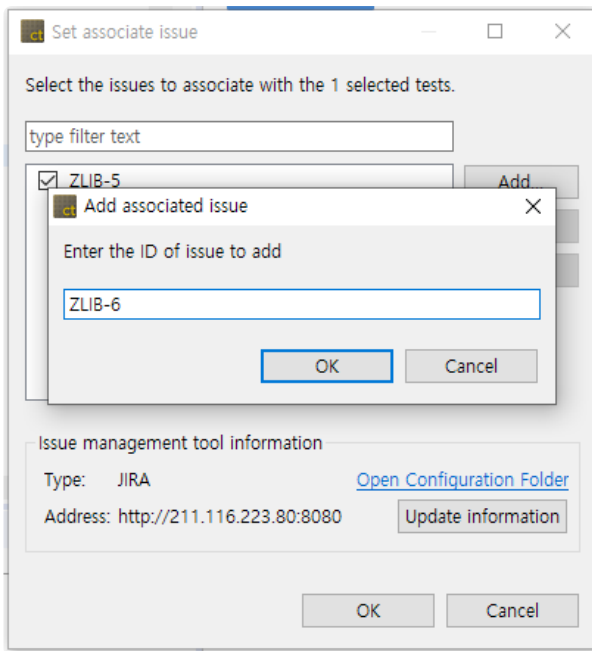 ct Set associate issue
Select the issues to associate with the 1 selected tests.
type filter text
ZLIB-5
Add...
ct Add associated issue
Enter the ID of issue to add
ZLIB-6
OK Cancel
Issue management tool information
Type: JIRA Open Configuration Folder
Address: http://211.116.223.80:8080 Update information
OK Cancel